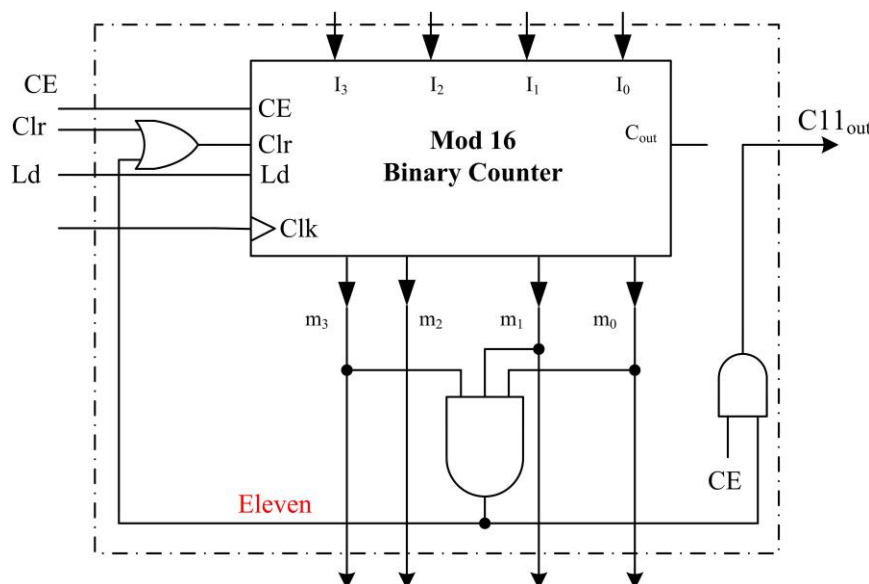 I₃ I₂ I₁ I₀
CE
CE
Clr
Clr
Ld
Ld
Clk
Mod 16
Binary Counter
Cout
C11out
m₃ m₂ m₁ m₀
CE
Eleven